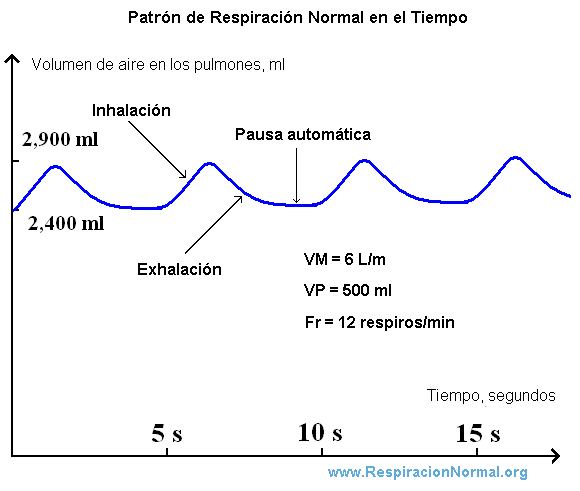 Patrón de Respiración Normal en el Tiempo
Volumen de aire en los pulmones, ml
Inhalación
Pausa automática
2,900 ml
2,400 ml
Exhalación
VM = 6 L/m
VP = 500 ml
Fr = 12 respiros/min
Tiempo, segundos
5 s
10 s
15 s
www.RespiracionNormal.org